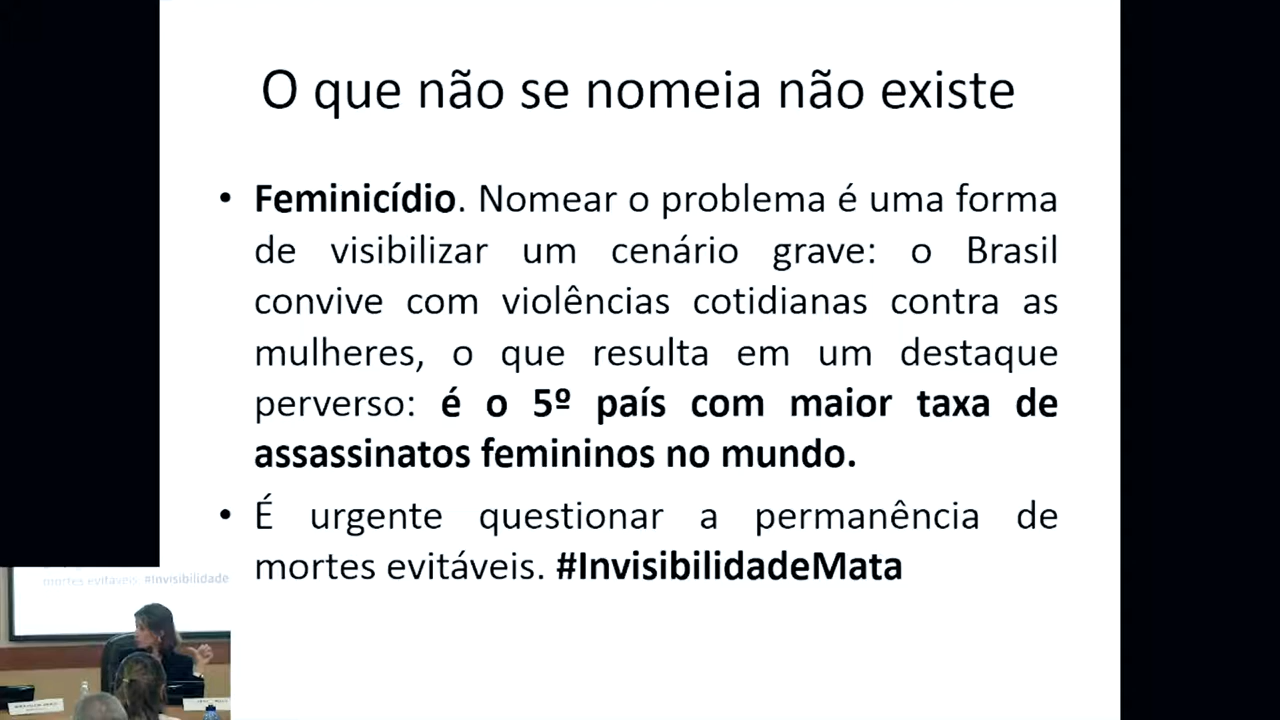 O que não se nomeia não existe
• Feminicídio. Nomear o problema é uma forma
de visibilizar um cenário grave: o Brasil
convive com violências cotidianas contra as
mulheres, o que resulta em um destaque
perverso: é o 5º país com maior taxa de
assassinatos femininos no mundo.
• É urgente questionar a permanência de
mortes evitáveis. #InvisibilidadeMata
mortes evitáveis. #Invisibilidade